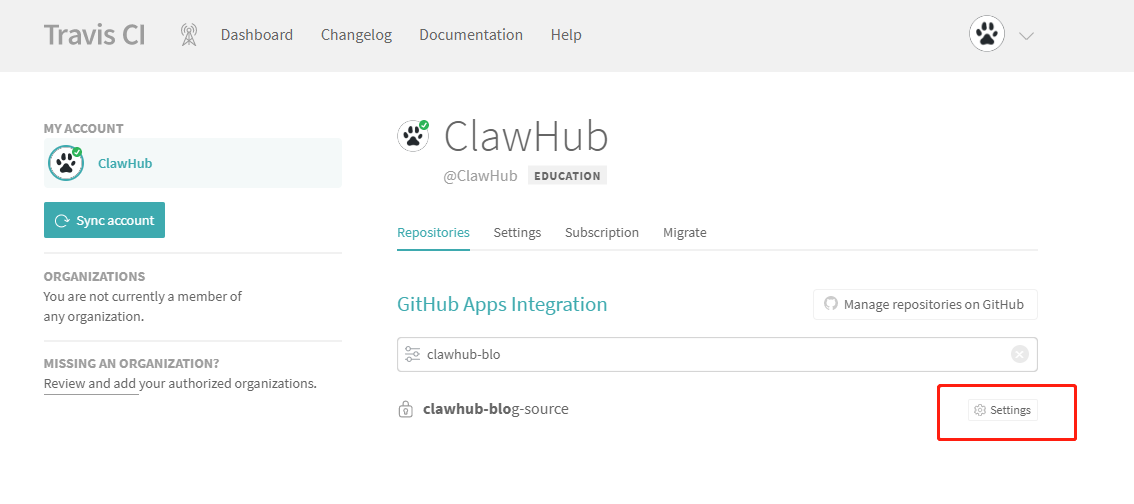 Travis CI Dashboard Changelog Documentation Help
MY ACCOUNT
ClawHub
Sync account
ORGANIZATIONS
You are not currently a member of
any organization.
MISSING AN ORGANIZATION?
Review and add your authorized organizations.
ClawHub
@ClawHub EDUCATION
Repositories Settings Subscription Migrate
GitHub Apps Integration Manage repositories on GitHub
clawhub-blo
clawhub-blog-source Settings